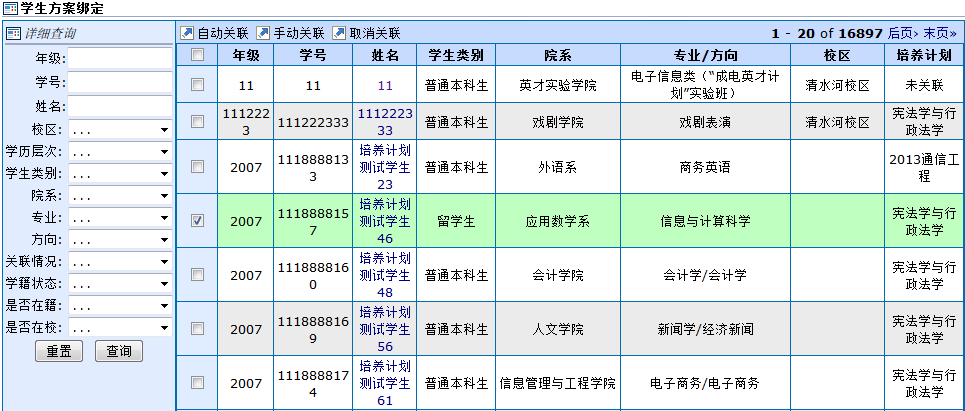 学生方案绑定
详细查询
年级:
学号:
姓名:
校区: ...
学历层次: ...
学生类别: ...
院系: ...
专业: ...
方向: ...
关联情况: ...
学籍状态: ...
是否在籍: ...
是否在校: ...
重置 查询
自动关联 手动关联 取消关联 1 - 20 of 16897 后页› 末页»
年级 学号 姓名 学生类别 院系 专业/方向 校区 培养计划
11 11 11 普通本科生 英才实验学院 电子信息类（“成电英才计
划”实验班） 清水河校区 未关联
111222
3 111222333 1112223
33 普通本科生 戏剧学院 戏剧表演 清水河校区 宪法学与行
政法学
2007 111888813
3 培养计划
测试学生
23 普通本科生 外语系 商务英语 2013通信工
程
2007 111888815
7 培养计划
测试学生
46 留学生 应用数学系 信息与计算科学 宪法学与行
政法学
2007 111888816
0 培养计划
测试学生
48 普通本科生 会计学院 会计学/会计学 宪法学与行
政法学
2007 111888816
9 培养计划
测试学生
56 普通本科生 人文学院 新闻学/经济新闻 宪法学与行
政法学
2007 111888817
4 培养计划
测试学生
61 普通本科生 信息管理与工程学院 电子商务/电子商务 宪法学与行
政法学